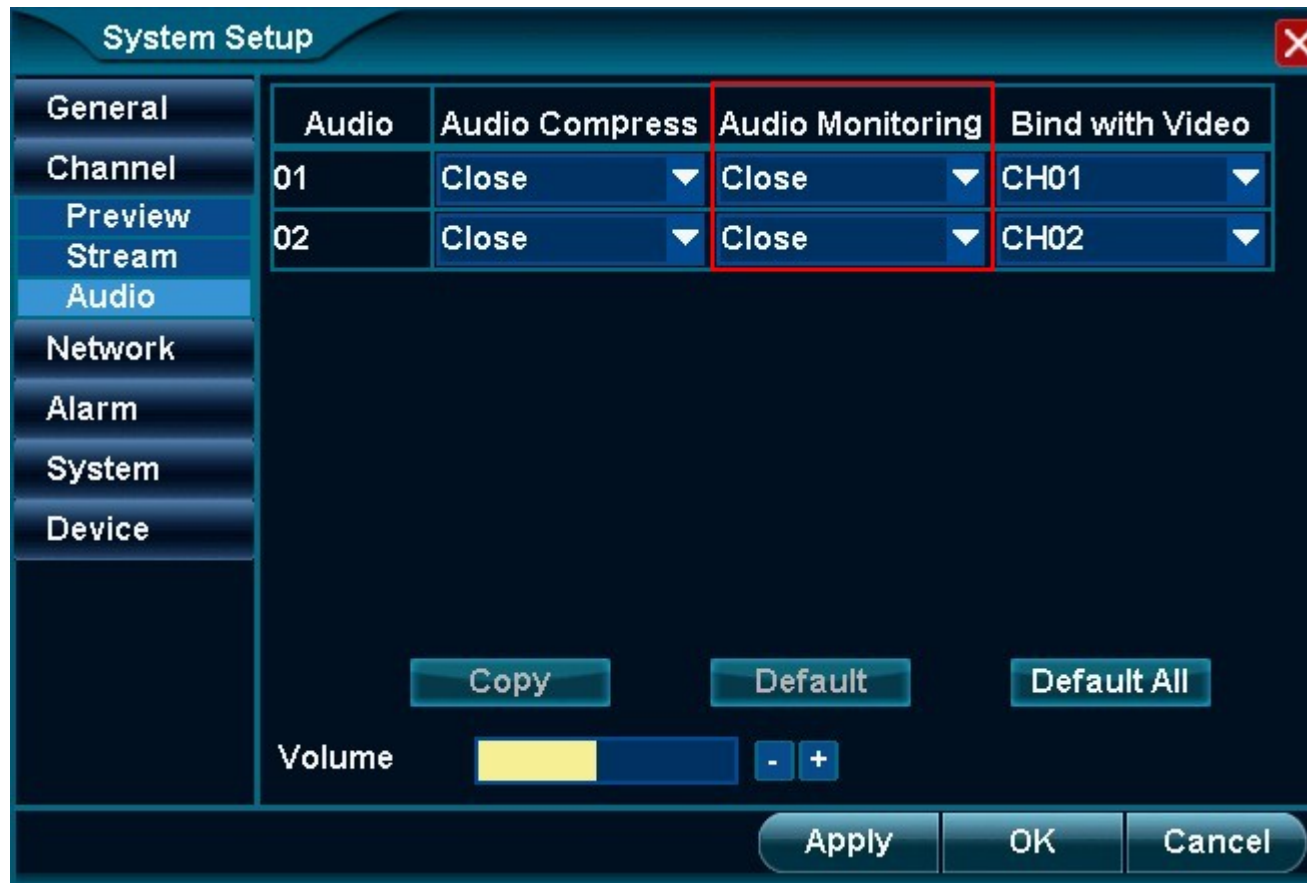 System Setup
General
Channel
Preview
Stream
Audio
Network
Alarm
System
Device
Audio Audio Compress Audio Monitoring Bind with Video
01 Close Close CH01
02 Close Close CH02
Copy Default Default All
Volume - +
Apply OK Cancel